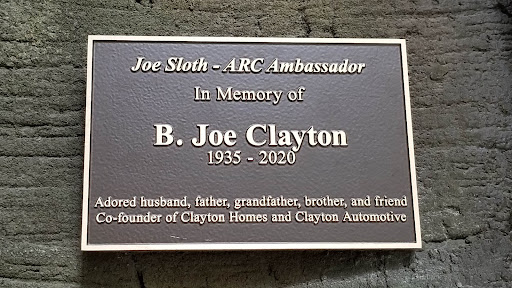 Joe Sloth - ARC Ambassador
In Memory of
B. Joe Clayton
1935 - 2020
Adored husband, father, grandfather, brother, and friend
Co-founder of Clayton Homes and Clayton Automotive